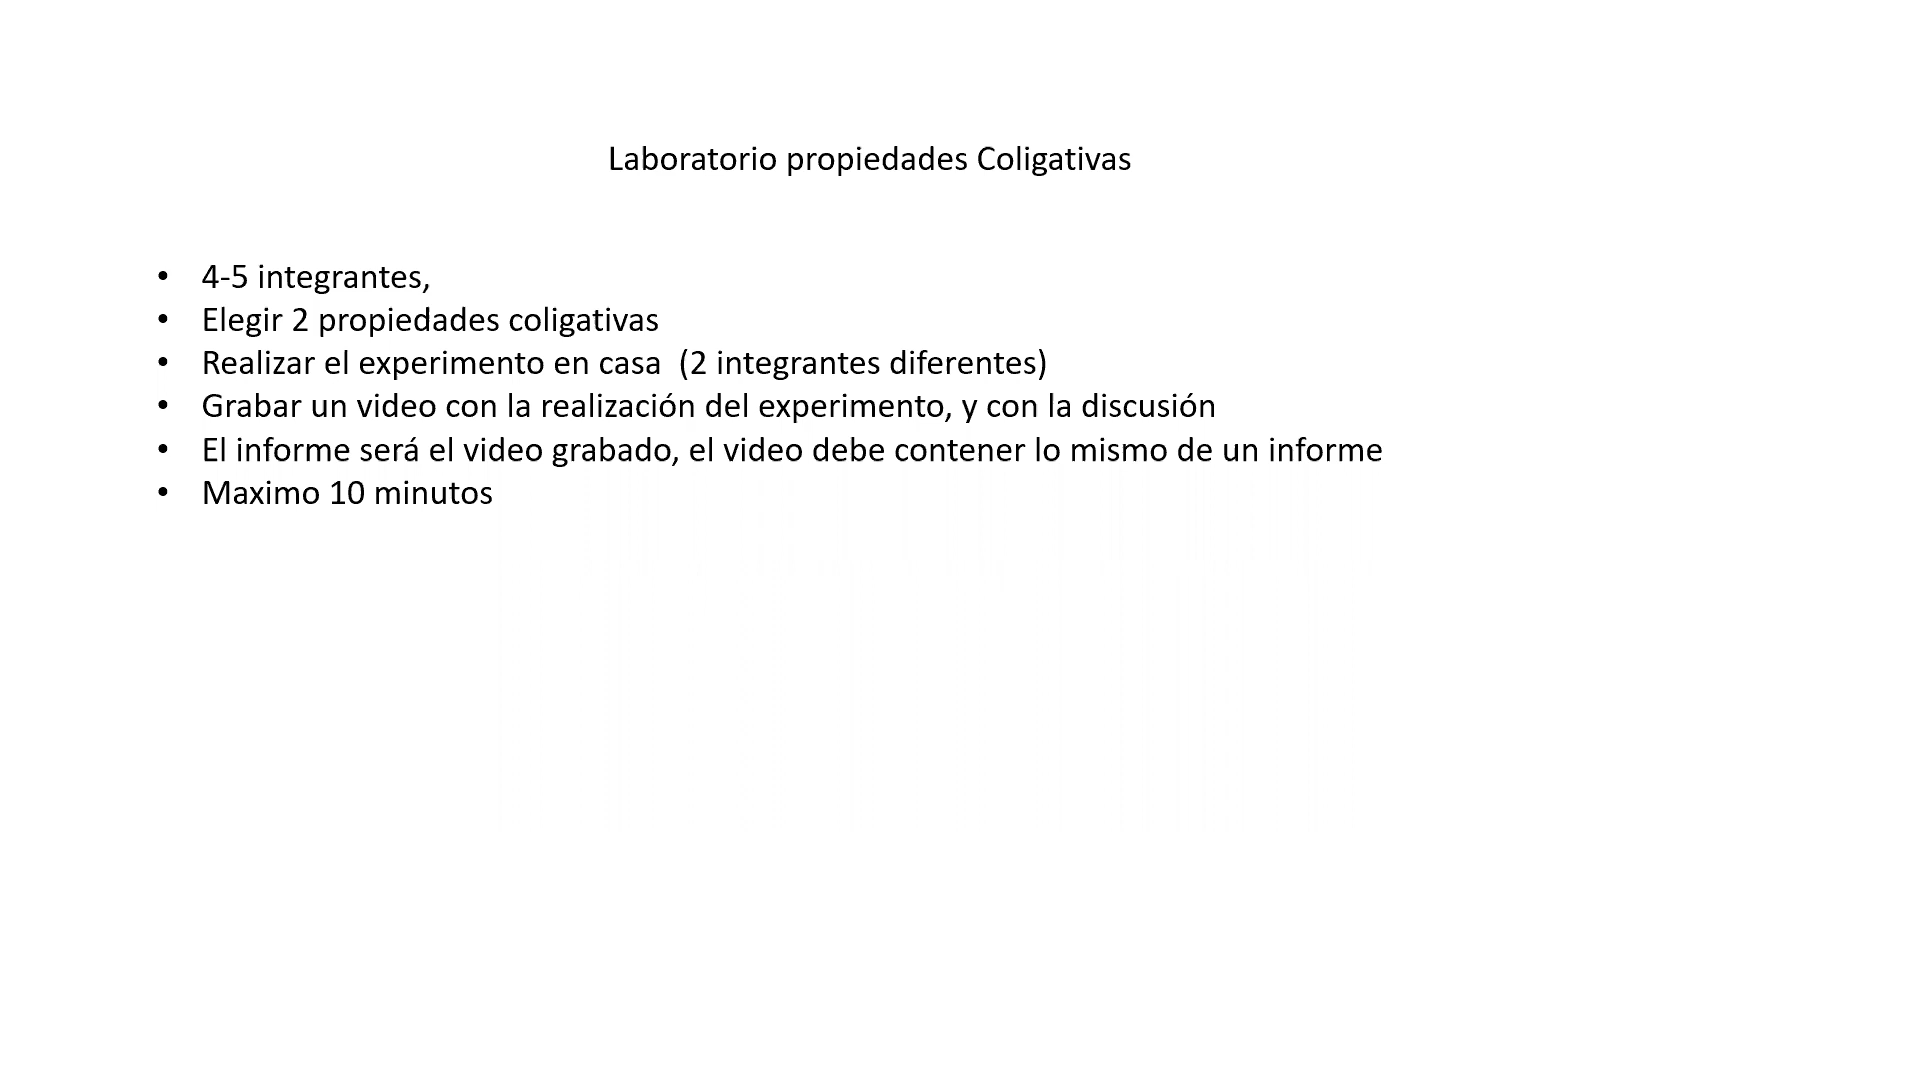 Laboratorio propiedades Coligativas
• 4-5 integrantes,
• Elegir 2 propiedades coligativas
• Realizar el experimento en casa  (2 integrantes diferentes)
• Grabar un video con la realización del experimento, y con la discusión
• El informe será el video grabado, el video debe contener lo mismo de un informe
• Maximo 10 minutos